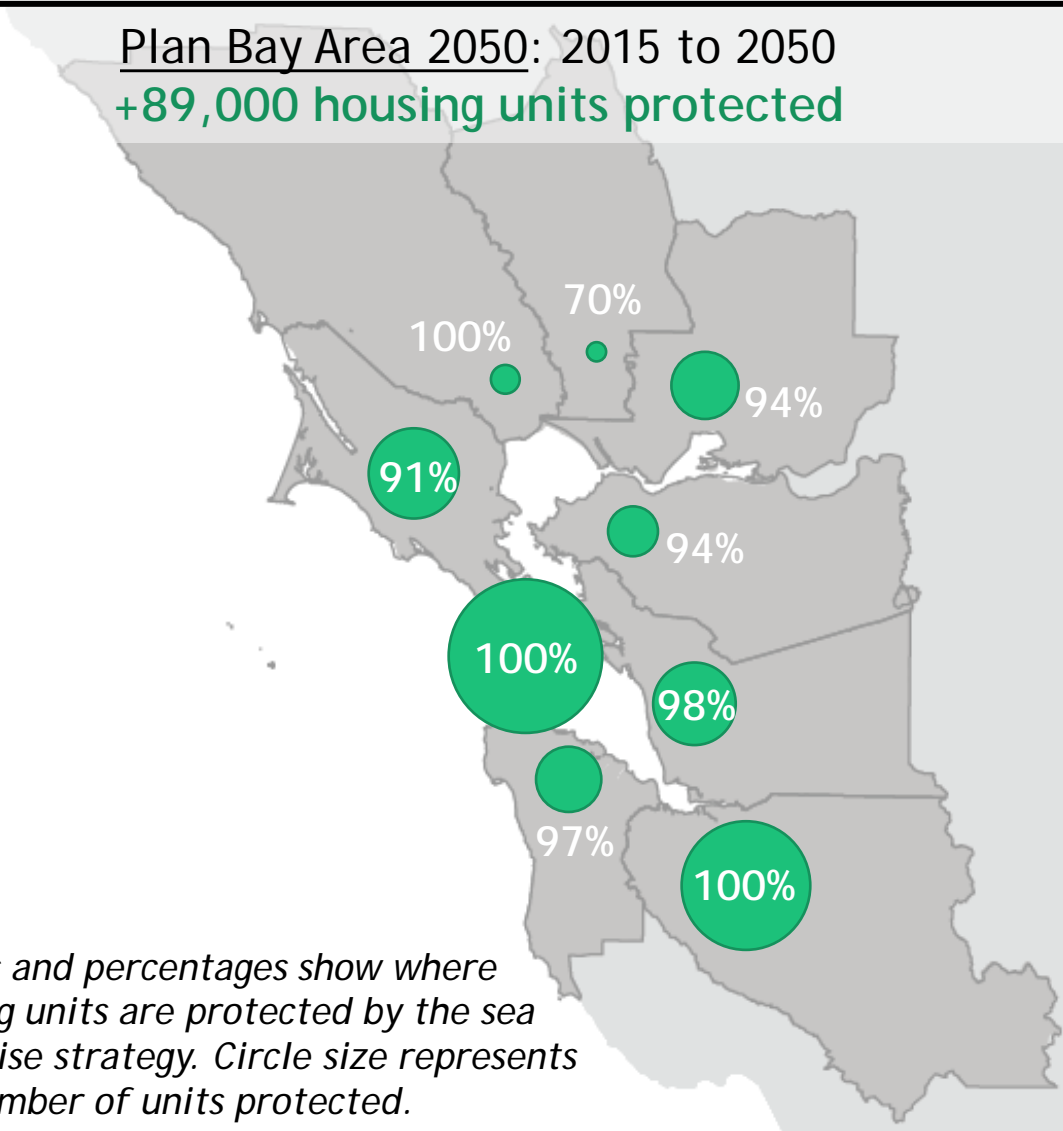 Plan Bay Area 2050: 2015 to 2050
+89,000 housing units protected
70%
100%
94%
91%
94%
100%
98%
97%
100%
and percentages show where
units are protected by the sea
strategy. Circle size represents
of units protected.